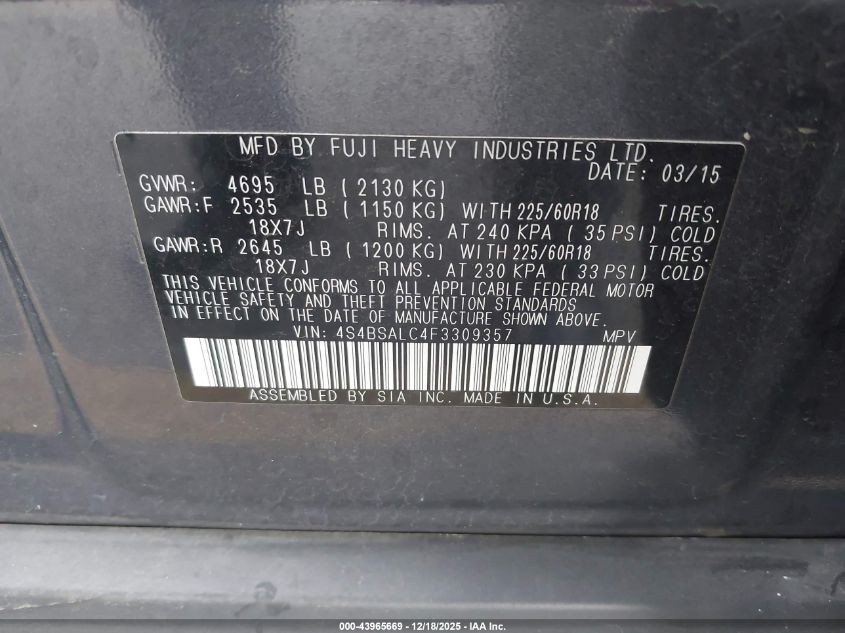 MFD BY FUJI HEAVY INDUSTRIES LTD.
DATE: 03/15
GVWR: 4695 LB ( 2130 KG)
GAWR:F 2535 LB ( 1150 KG) WITH 225/60R18 TIRES.
18X7J RIMS. AT 240 KPA ( 35 PSI) COLD
GAWR:R 2645 LB ( 1200 KG) WITH 225/60R18 TIRES.
18X7J RIMS. AT 230 KPA ( 33 PSI) COLD
THIS VEHICLE CONFORMS TO ALL APPLICABLE FEDERAL MOTOR
VEHICLE SAFETY AND THEFT PREVENTION STANDARDS
IN EFFECT ON THE DATE OF MANUFACTURE SHOWN ABOVE.
VIN: 4S4BSALC4F3309357 MPV
ASSEMBLED BY SIA INC. MADE IN U.S.A.
000-43965669 - 12/18/2025 - IAA Inc.